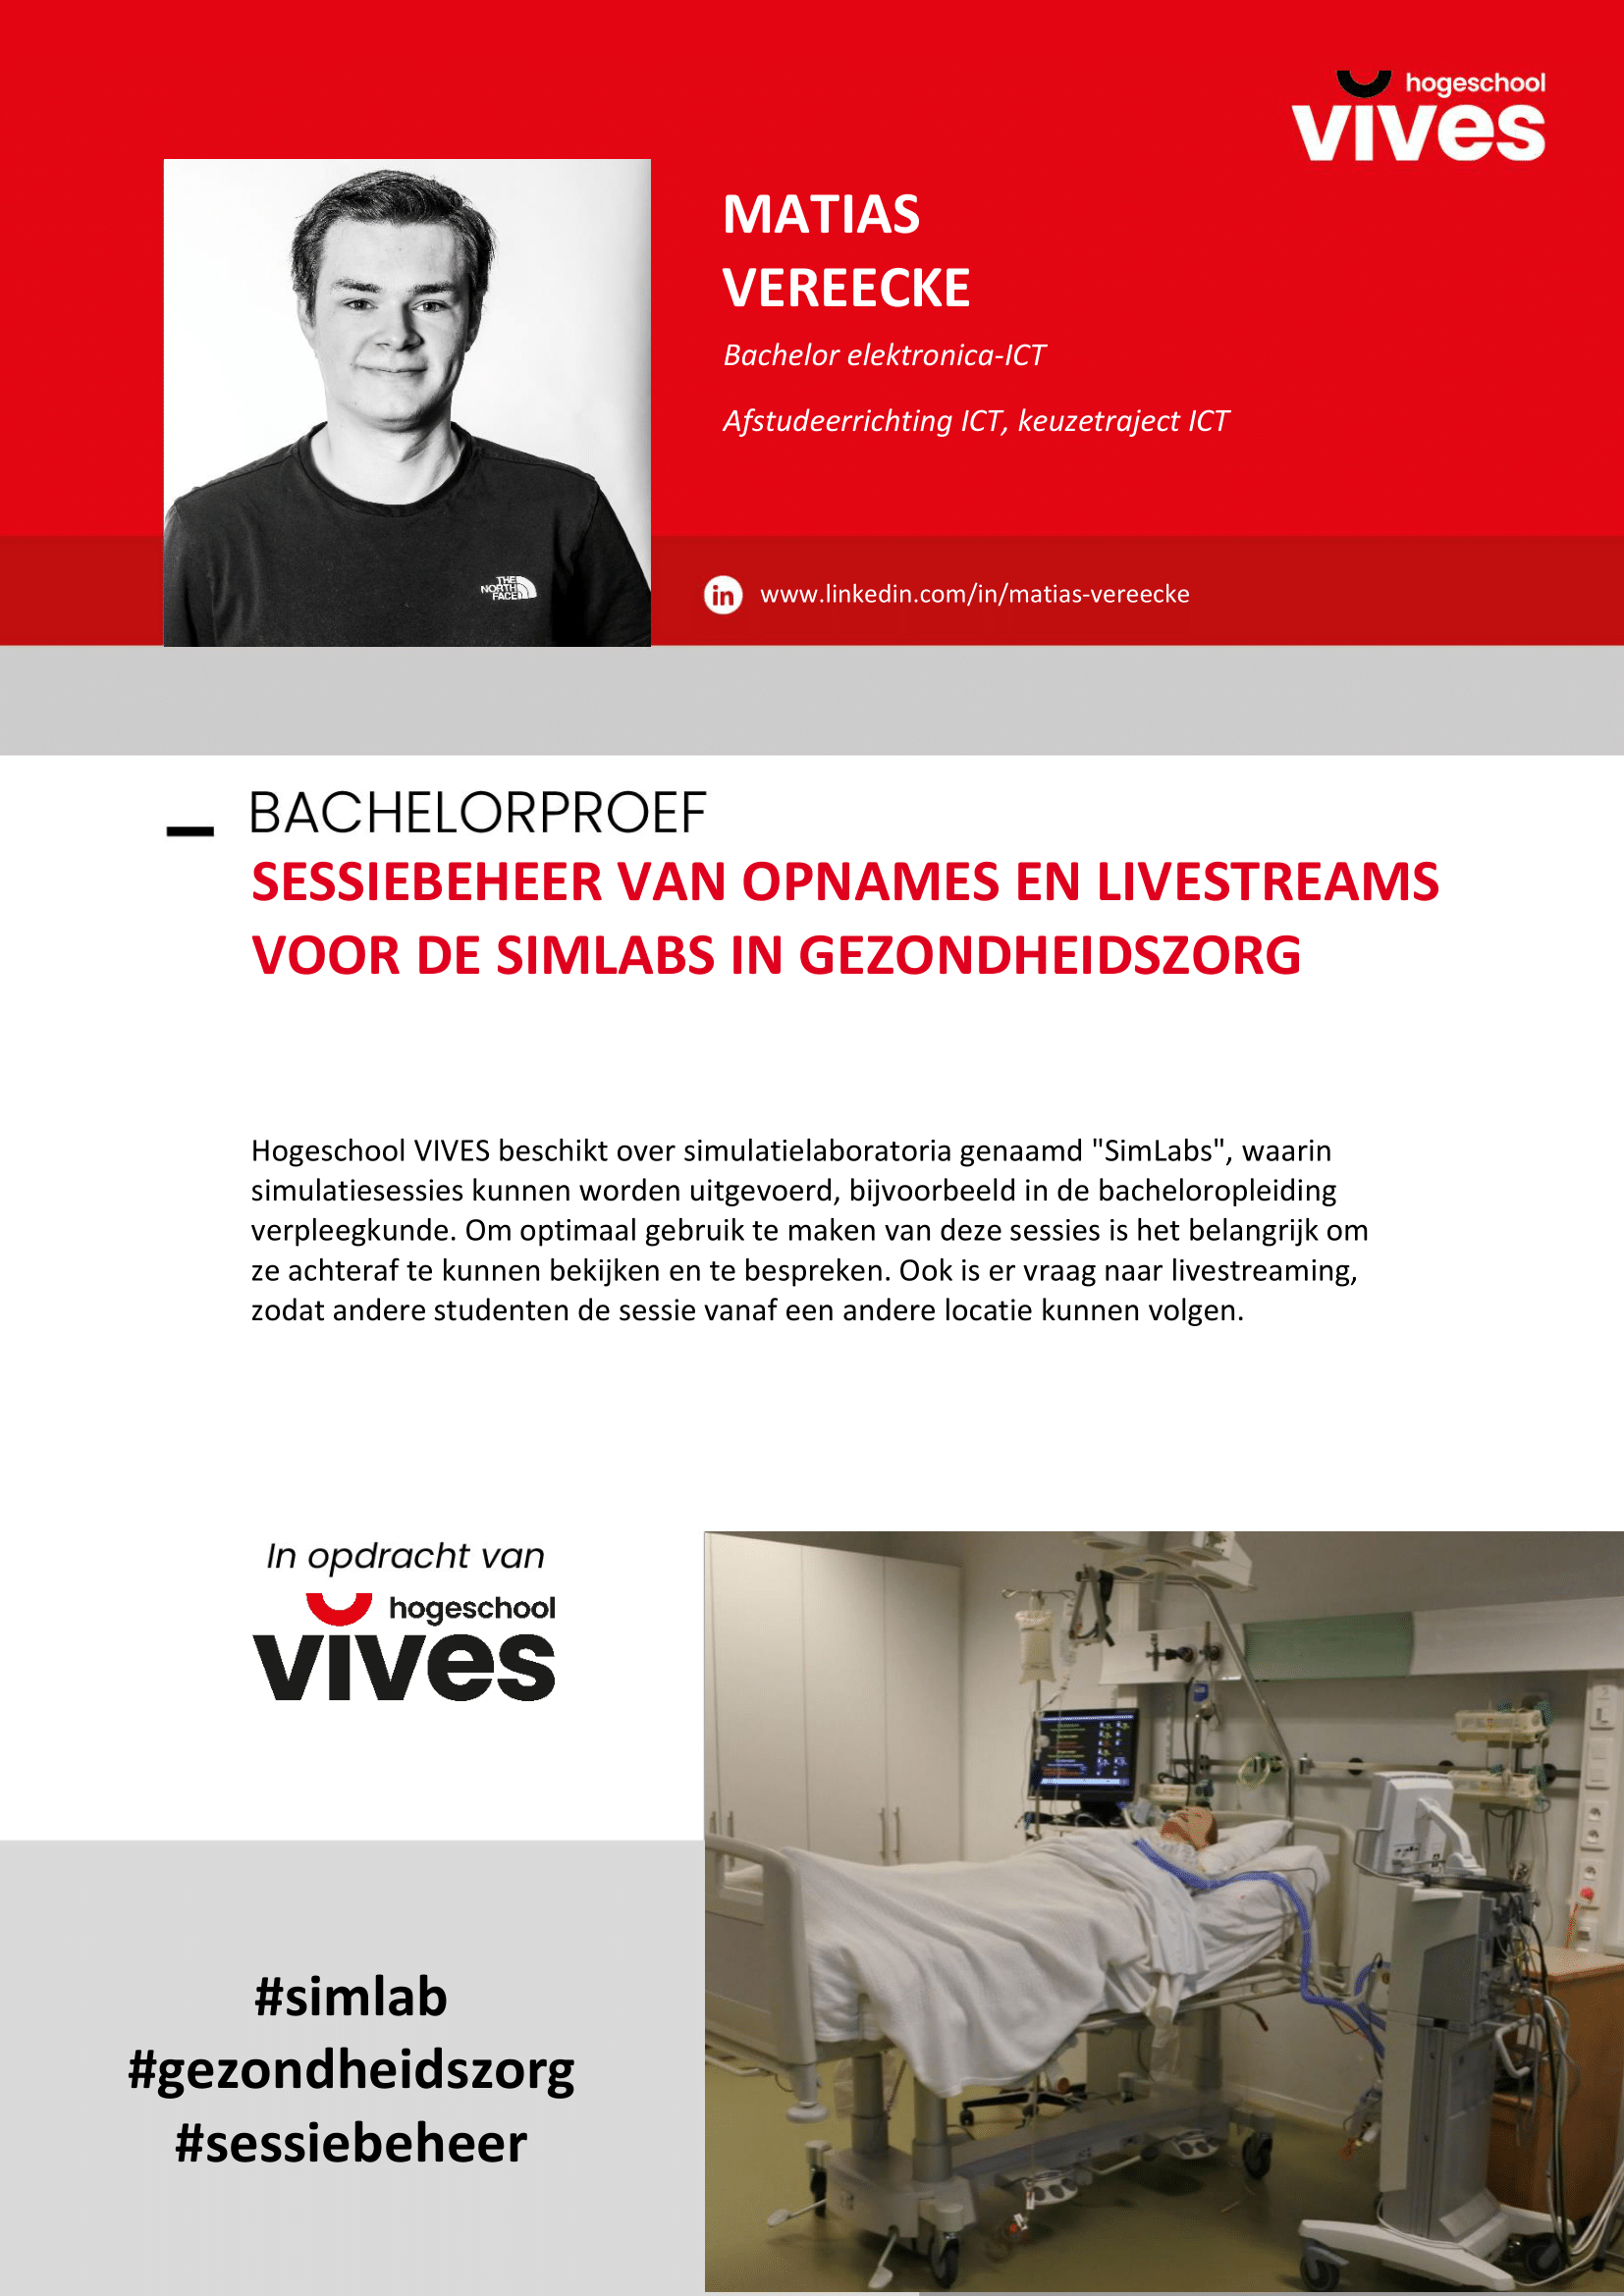 hogeschool
vives
MATIAS
VEREECKE
Bachelor elektronica-ICT
Afstudeerrichting ICT, keuzetraject ICT
THE
NORTH
FACE
in www.linkedin.com/in/matias-vereecke
BACHELORPROEF
SESSIEBEHEER VAN OPNAMES EN LIVESTREAMS
VOOR DE SIMLABS IN GEZONDHEIDSZORG
Hogeschool VIVES beschikt over simulatielaboratoria genaamd "SimLabs", waarin
simulatiesessies kunnen worden uitgevoerd, bijvoorbeeld in de bacheloropleiding
verpleegkunde. Om optimaal gebruik te maken van deze sessies is het belangrijk om
ze achteraf te kunnen bekijken en te bespreken. Ook is er vraag naar livestreaming,
zodat andere studenten de sessie vanaf een andere locatie kunnen volgen.
In opdracht van
hogeschool
vives
#simlab
#gezondheidszorg
#sessiebeheer